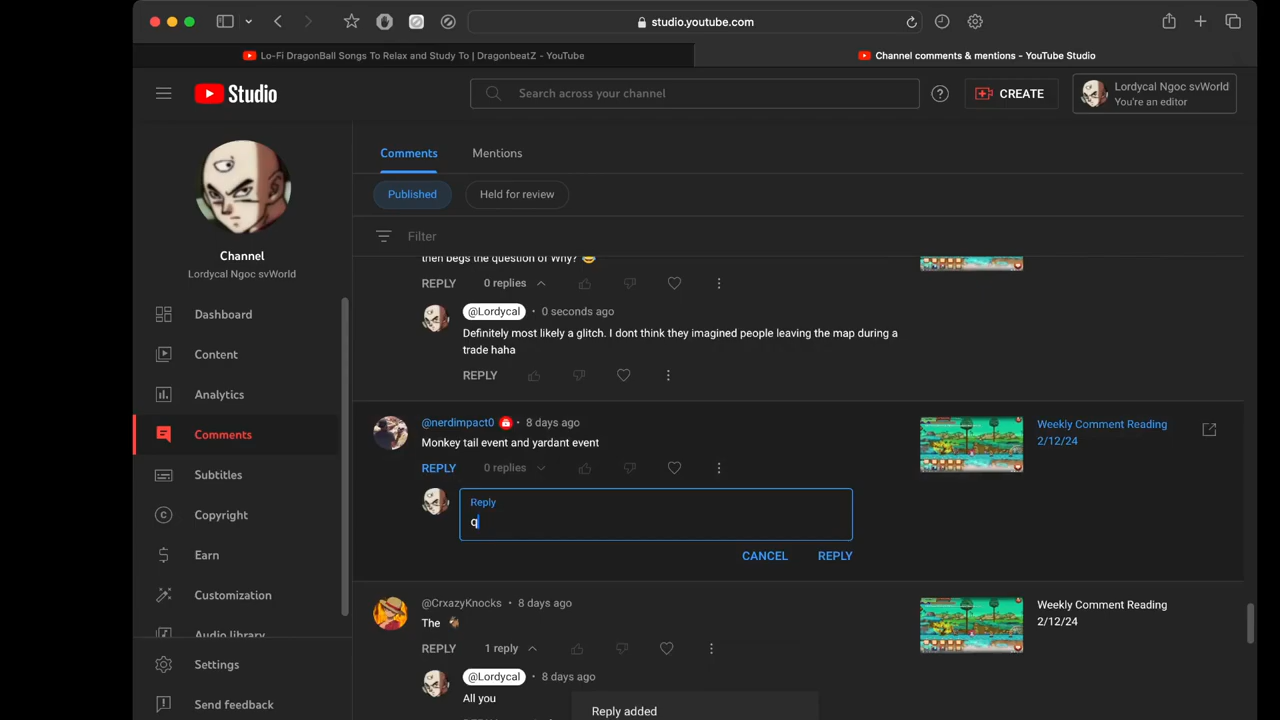 studio.youtube.com
Lo-Fi DragonBall Songs To Relax and Study To | DragonbeatZ - YouTube
Channel comments & mentions - YouTube Studio
Studio
Search across your channel
CREATE
Lordycal Ngoc svWorld
You're an editor
Channel
Lordycal Ngoc svWorld
Dashboard
Content
Analytics
Comments
Subtitles
Copyright
Earn
Customization
Audio library
Settings
Send feedback
Comments
Mentions
Published
Held for review
Filter
then begs the question of Why? 😎
REPLY
0 replies
@Lordycal • 0 seconds ago
Definitely most likely a glitch. I dont think they imagined people leaving the map during a
trade haha
REPLY
@nerdimpact0 • 8 days ago
Monkey tail event and yardant event
REPLY
0 replies
Reply
q
CANCEL
REPLY
Weekly Comment Reading
2/12/24
@CrxazyKnocks • 8 days ago
The 🐐
REPLY
1 reply
@Lordycal • 8 days ago
All you
Weekly Comment Reading
2/12/24
Reply added